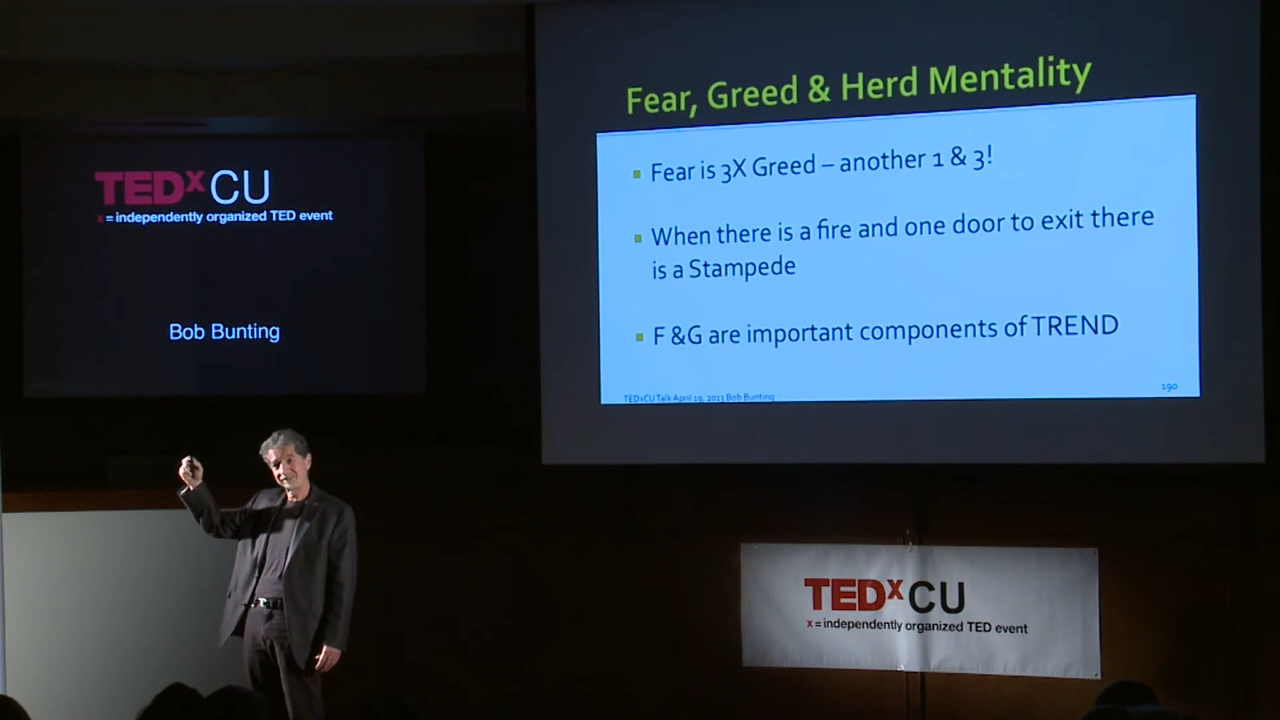 TEDxCU
x = independently organized TED event
Bob Bunting
Fear, Greed & Herd Mentality
Fear is 3X Greed – another 1 & 3!
When there is a fire and one door to exit there
is a Stampede
F &G are important components of TREND
TEDxCU Talk April 19, 2013 Bob Bunting
190
TEDxCU
x = independently organized TED event